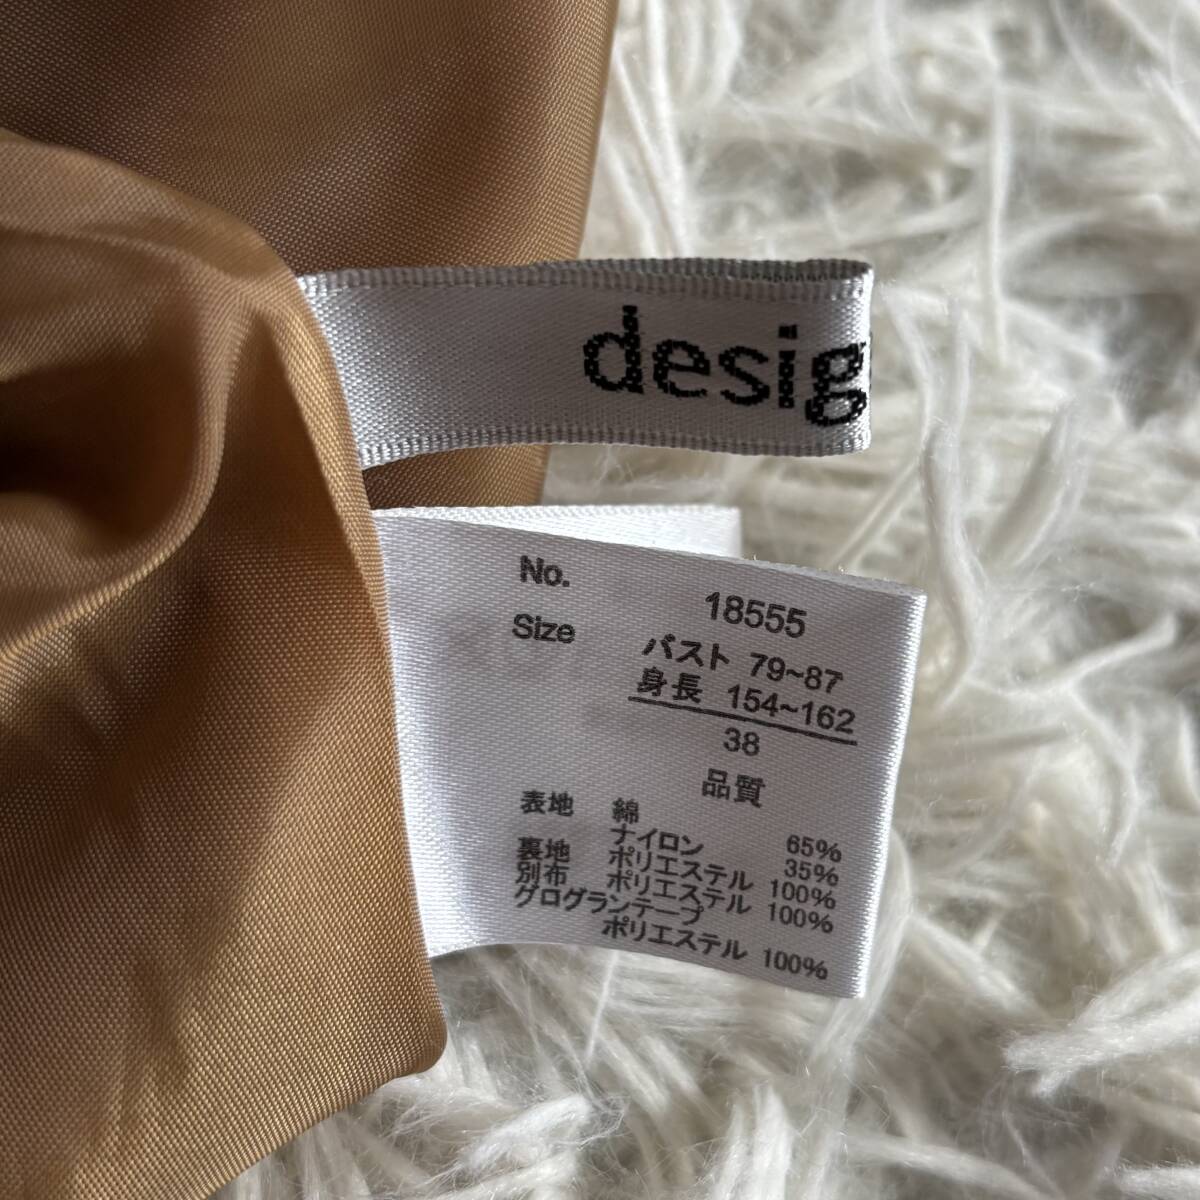 desig
No. 18555
Size バスト 79~87
身長 154~162
38
品質
表地 綿 65%
ナイロン 35%
裏地 ポリエステル 100%
別布 ポリエステル 100%
グログランテープ
ポリエステル 100%